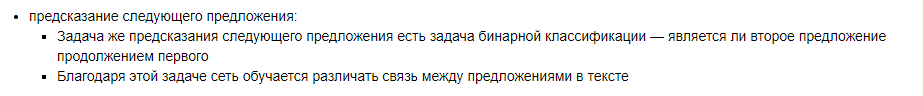 предсказание следующего предложения:
Задача же предсказания следующего предложения есть задача бинарной классификации — является ли второе предложение
продолжением первого
Благодаря этой задаче сеть обучается различать связь между предложениями в тексте